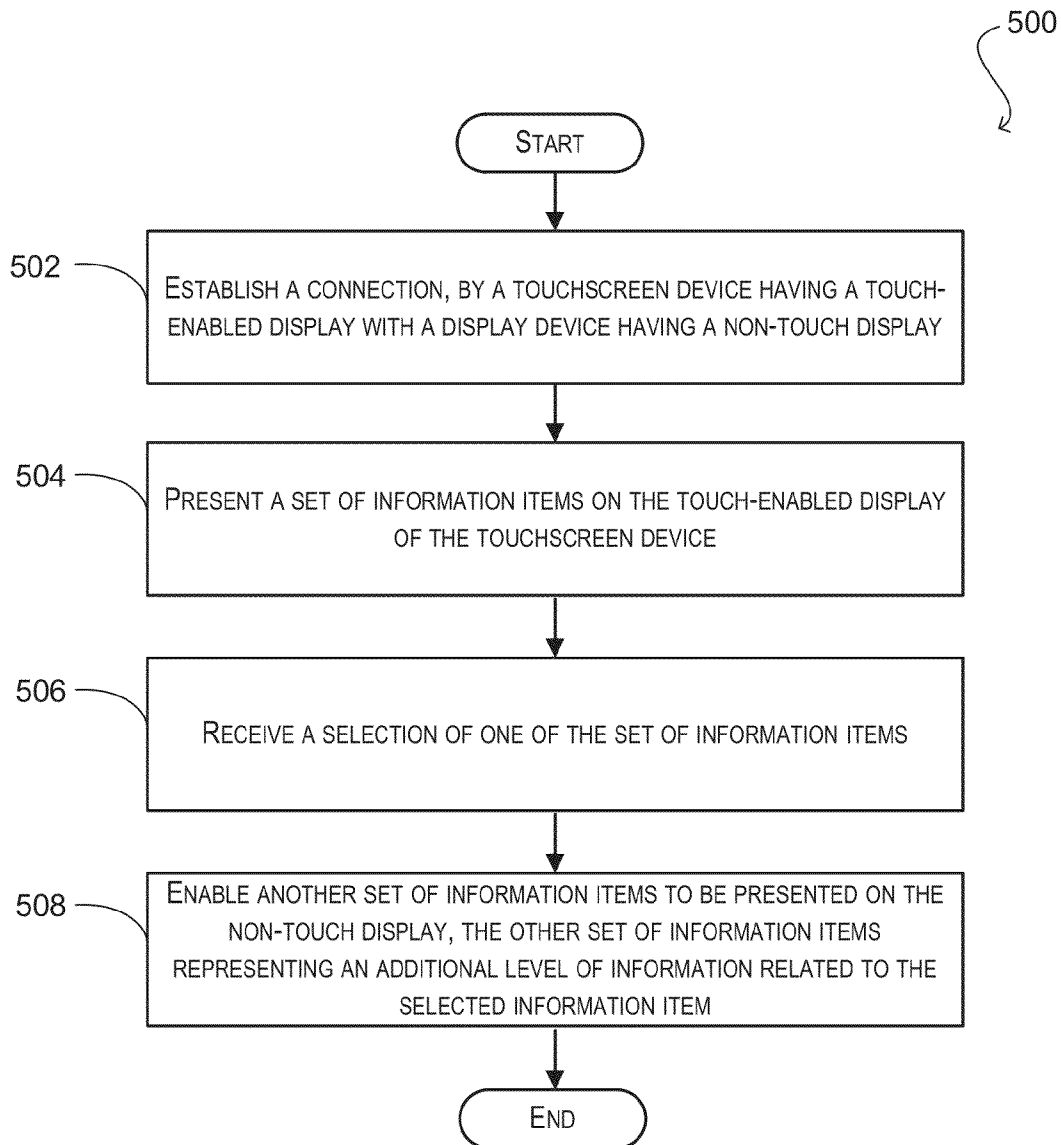 500
START
502
ESTABLISH A CONNECTION, BY A TOUCHSCREEN DEVICE HAVING A TOUCH-
ENABLED DISPLAY WITH A DISPLAY DEVICE HAVING A NON-TOUCH DISPLAY
504
PRESENT A SET OF INFORMATION ITEMS ON THE TOUCH-ENABLED DISPLAY
OF THE TOUCHSCREEN DEVICE
506
RECEIVE A SELECTION OF ONE OF THE SET OF INFORMATION ITEMS
508
ENABLE ANOTHER SET OF INFORMATION ITEMS TO BE PRESENTED ON THE
NON-TOUCH DISPLAY, THE OTHER SET OF INFORMATION ITEMS
REPRESENTING AN ADDITIONAL LEVEL OF INFORMATION RELATED TO THE
SELECTED INFORMATION ITEM
END